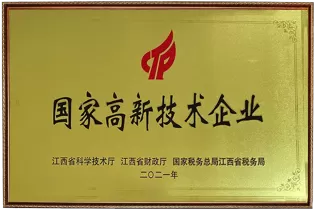 国家高新技术企业
江西省科学技术厅 江西省财政厅 国家税务总局江西省税务局
二〇二一年